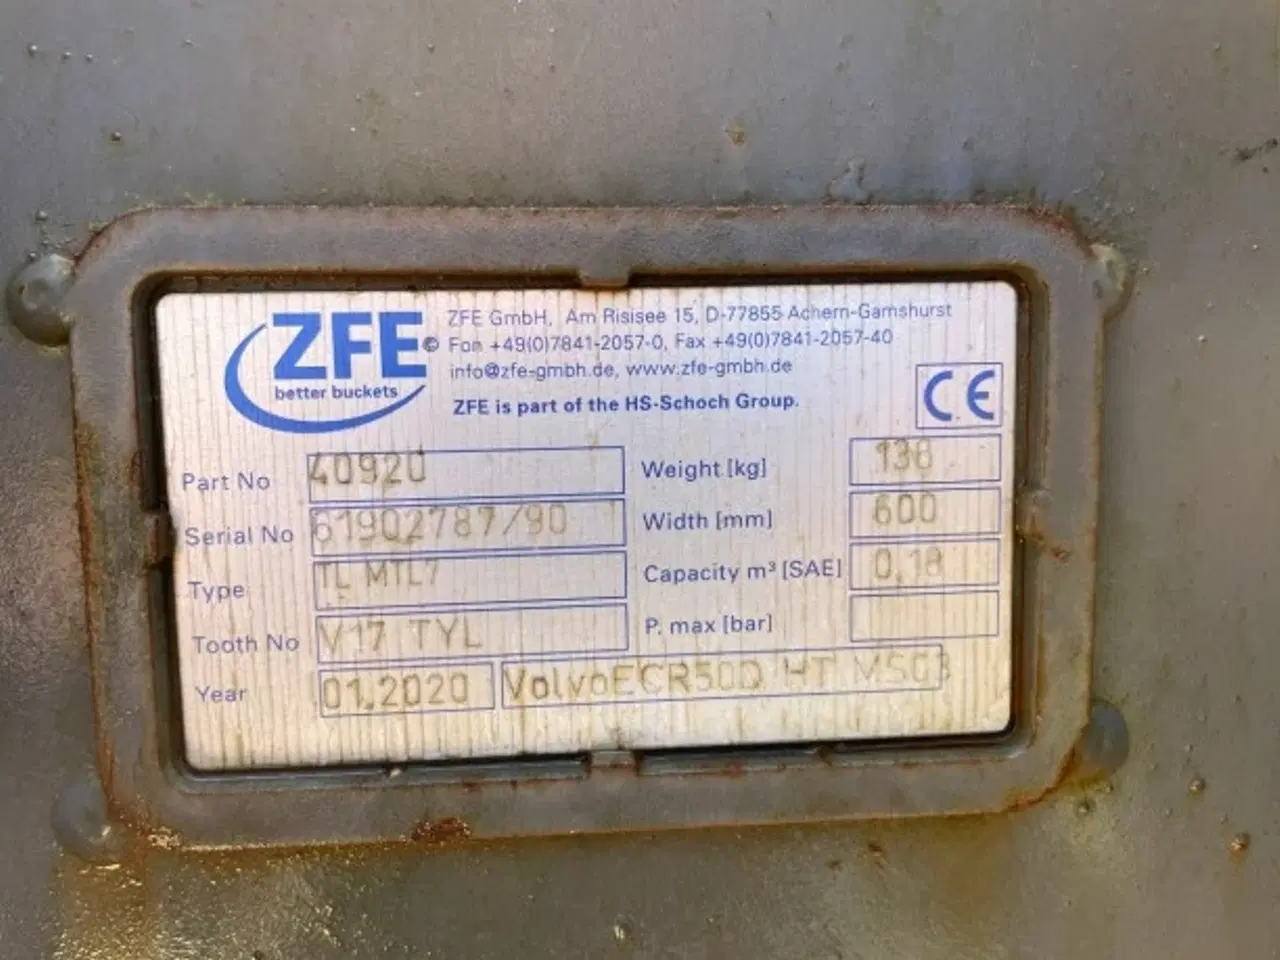 ZFE©
better buckets
ZFE GmbH, Am Risisee 15, D-77855 Achern-Gamshurst
Fon +49(0)7841-2057-0, Fax +49(0)7841-2057-40
info@zfe-gmbh.de, www.zfe-gmbh.de
ZFE is part of the HS-Schoch Group.
CE
Part No 40920 Weight [kg] 138
Serial No 61902787/90 Width [mm] 600
Type TL MTL7 Capacity m³ [SAE] 0,18
Tooth No V17 TYL P. max [bar]
Year 01.2020 VolvoECR50D HT MS03